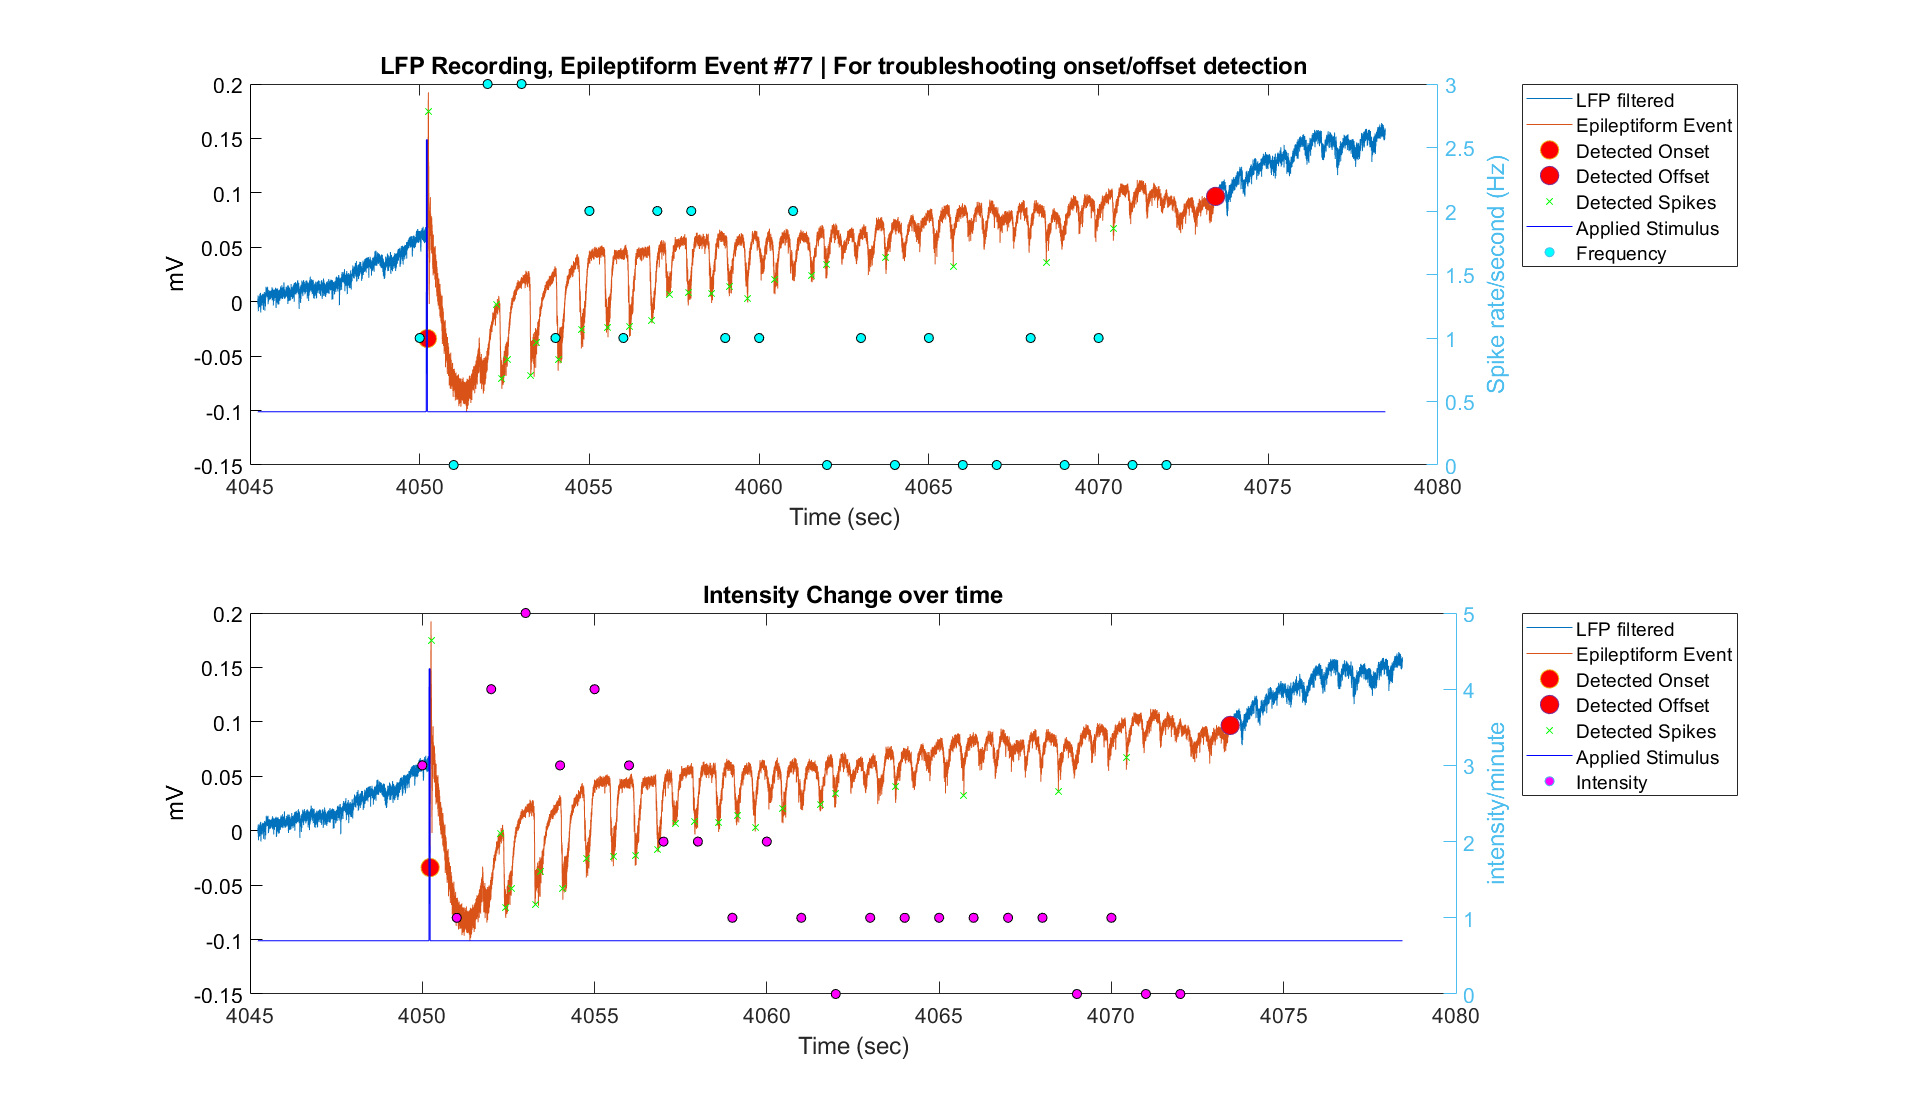 LFP Recording, Epileptiform Event #77 | For troubleshooting onset/offset detection
0.2
0.15
0.1
0.05
0
-0.05
-0.1
-0.15
mV
3
2.5
2
1.5
1
0.5
0
Spike rate/second (Hz)
4045 4050 4055 4060 4065 4070 4075 4080
Time (sec)
LFP filtered
Epileptiform Event
Detected Onset
Detected Offset
Detected Spikes
Applied Stimulus
Frequency
Intensity Change over time
0.2
0.15
0.1
0.05
0
-0.05
-0.1
-0.15
mV
5
4
3
2
1
0
intensity/minute
4045 4050 4055 4060 4065 4070 4075 4080
Time (sec)
LFP filtered
Epileptiform Event
Detected Onset
Detected Offset
Detected Spikes
Applied Stimulus
Intensity